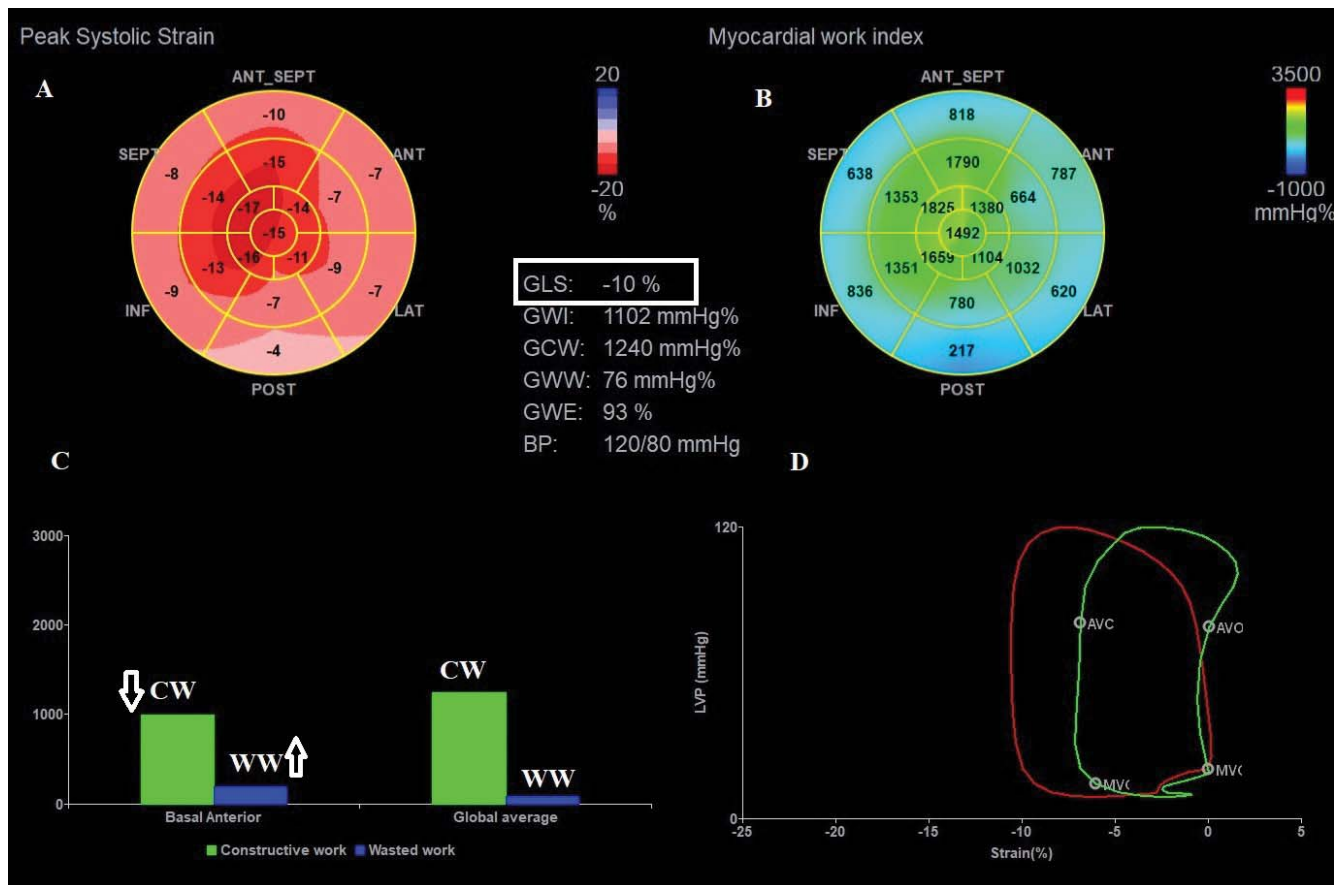 Peak Systolic Strain
Myocardial work index
A
ANT_SEPT
20
-20
%
-10
SEPT
ANT
-15
-8
-7
-14
-7
-17
-14
-15
-16
-11
-13
-9
-9
-7
-7
INF
LAT
-4
POST
B
ANT_SEPT
3500
-1000
mmHg%
818
SEPT
ANT
1790
638
787
1353
664
1825
1380
1492
1659
1104
1351
1032
836
620
780
INF
LAT
217
POST
GLS: -10 %
GWI: 1102 mmHg%
GCW: 1240 mmHg%
GWW: 76 mmHg%
GWE: 93 %
BP: 120/80 mmHg
C
3000
2000
1000
0
CW
WW
CW
WW
Basal Anterior
Global average
Constructive work
Wasted work
D
120
0
LVP (mmHg)
AVC
AVO
MVO
MVC
-25
-20
-15
-10
-5
0
5
Strain(%)